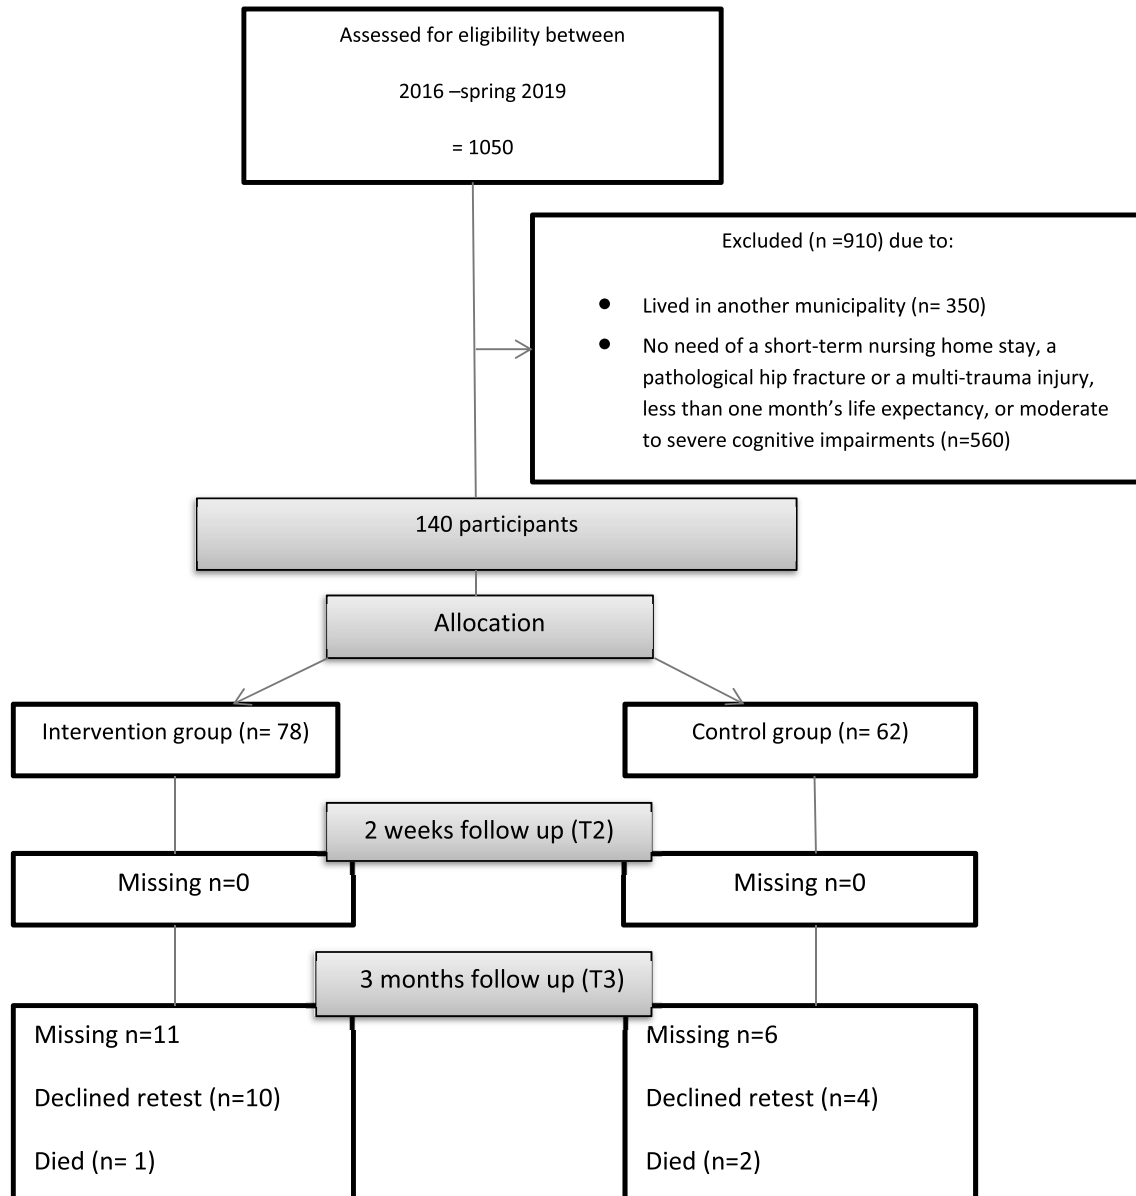 Assessed for eligibility between
2016 –spring 2019
= 1050
Excluded (n =910) due to:
● Lived in another municipality (n= 350)
● No need of a short-term nursing home stay, a
pathological hip fracture or a multi-trauma injury,
less than one month’s life expectancy, or moderate
to severe cognitive impairments (n=560)
140 participants
Allocation
Intervention group (n= 78)
Control group (n= 62)
2 weeks follow up (T2)
Missing n=0
Missing n=0
3 months follow up (T3)
Missing n=11
Declined retest (n=10)
Died (n= 1)
Missing n=6
Declined retest (n=4)
Died (n=2)